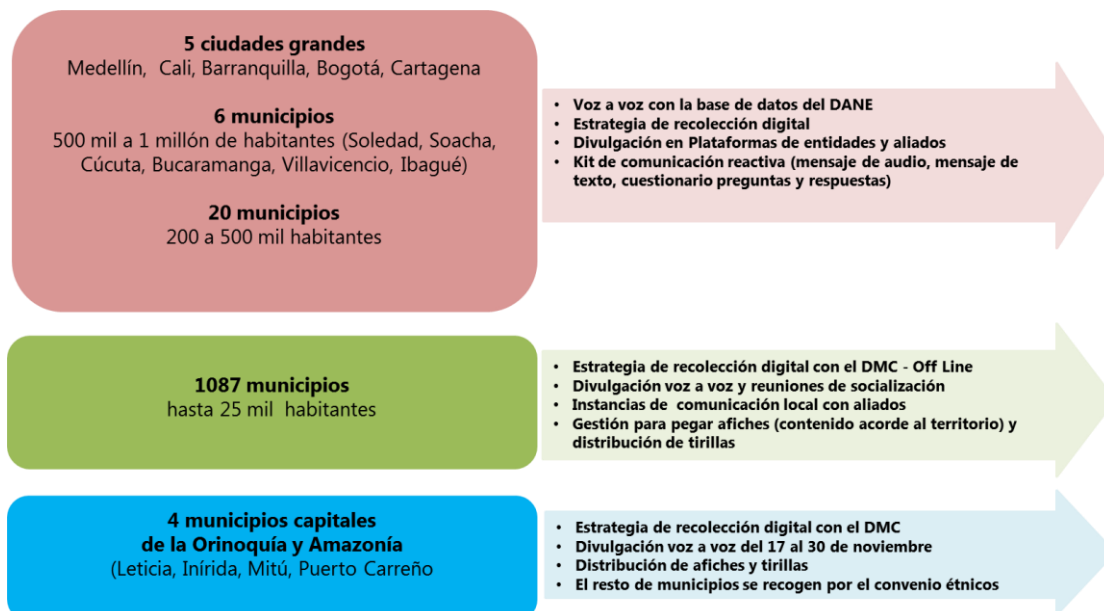 5 ciudades grandes
Medellín, Cali, Barranquilla, Bogotá, Cartagena
6 municipios
500 mil a 1 millón de habitantes (Soledad, Soacha,
Cúcuta, Bucaramanga, Villavicencio, Ibagué)
20 municipios
200 a 500 mil habitantes
• Voz a voz con la base de datos del DANE
• Estrategia de recolección digital
• Divulgación en Plataformas de entidades y aliados
• Kit de comunicación reactiva (mensaje de audio, mensaje de
texto, cuestionario preguntas y respuestas)
1087 municipios
hasta 25 mil habitantes
• Estrategia de recolección digital con el DMC - Off Line
• Divulgación voz a voz y reuniones de socialización
• Instancias de comunicación local con aliados
• Gestión para pegar afiches (contenido acorde al territorio) y
distribución de tirillas
4 municipios capitales
de la Orinoquía y Amazonía
(Leticia, Inírida, Mitú, Puerto Carreño
• Estrategia de recolección digital con el DMC
• Divulgación voz a voz del 17 al 30 de noviembre
• Distribución de afiches y tirillas
• El resto de municipios se recogen por el convenio étnicos